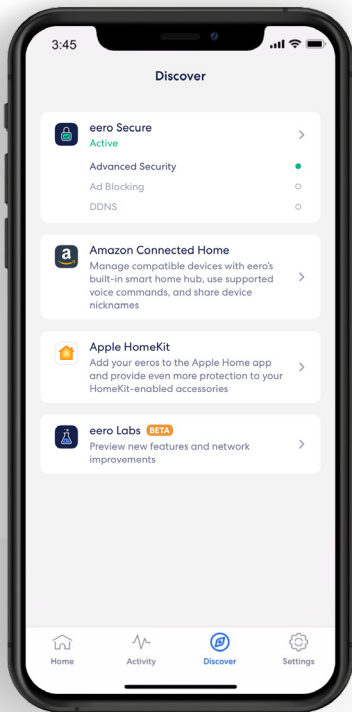 3:45
Discover
eero Secure
Active
Advanced Security
Ad Blocking
DDNS
a
Amazon Connected Home
Manage compatible devices with eero's
built-in smart home hub, use supported
voice commands, and share device
nicknames
Apple HomeKit
Add your eeros to the Apple Home app
and provide even more protection to your
HomeKit-enabled accessories
eero Labs BETA
Preview new features and network
improvements
Home Activity Discover Settings